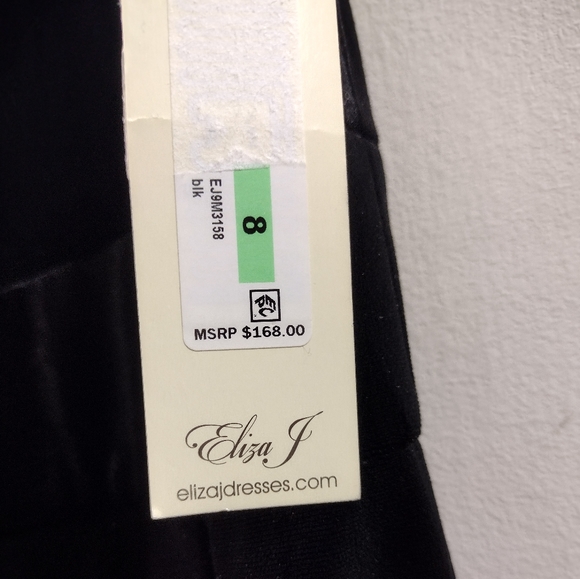 EJ9M3158
blk
8
MSRP $168.00
Eliza J
elizajdresses.com